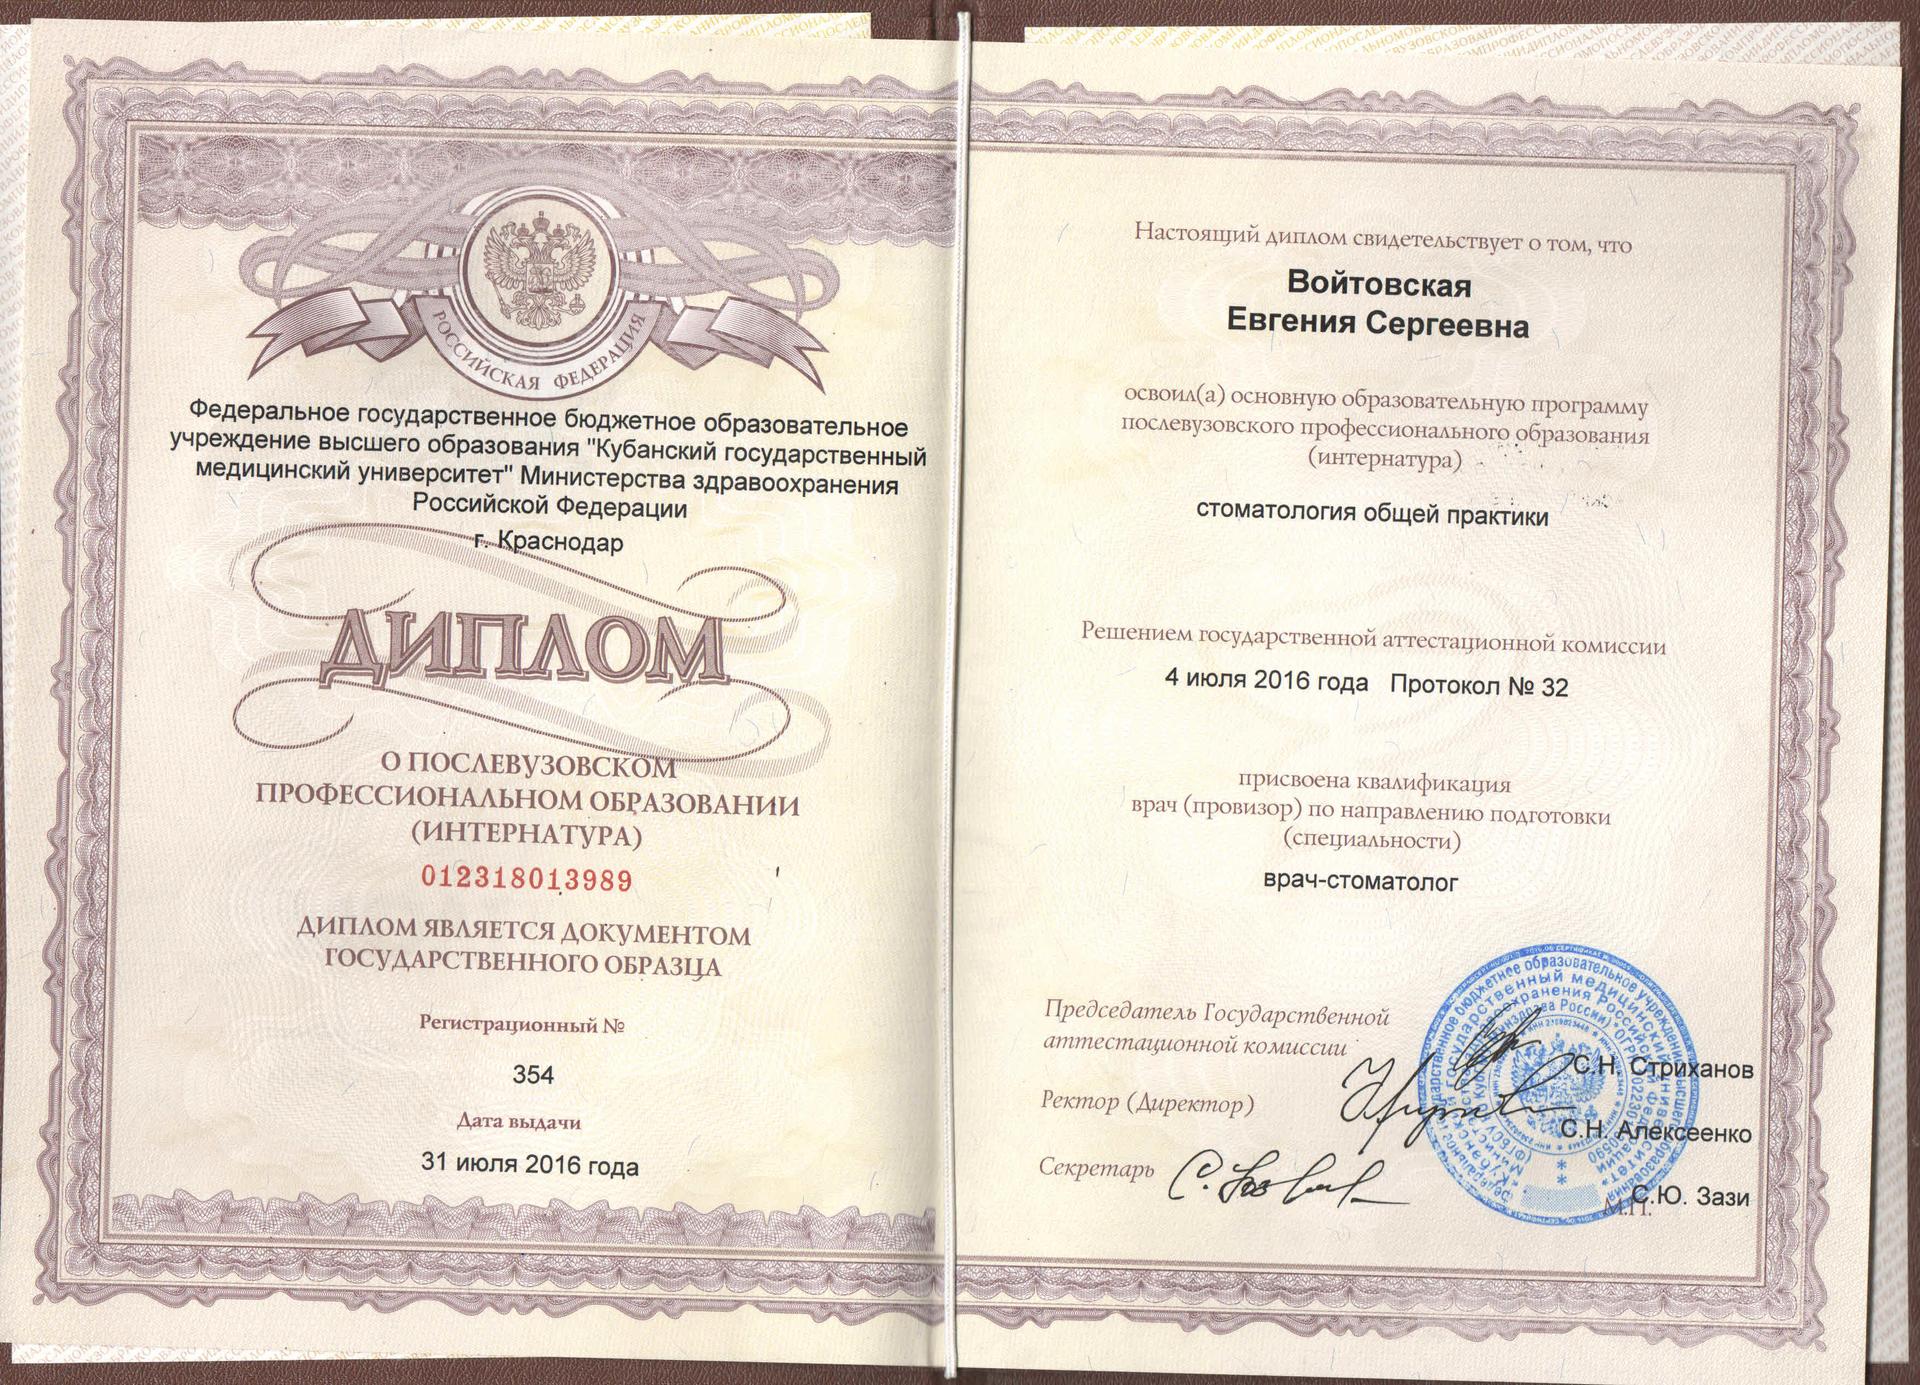 РОССИЙСКАЯ ФЕДЕРАЦИЯ
Федеральное государственное бюджетное образовательное
учреждение высшего образования "Кубанский государственный
медицинский университет" Министерства здравоохранения
Российской Федерации
г. Краснодар
ДИПЛОМ
О ПОСЛЕВУЗОВСКОМ
ПРОФЕССИОНАЛЬНОМ ОБРАЗОВАНИИ
(ИНТЕРНАТУРА)
012318013989
ДИПЛОМ ЯВЛЯЕТСЯ ДОКУМЕНТОМ
ГОСУДАРСТВЕННОГО ОБРАЗЦА
Регистрационный №
354
Дата выдачи
31 июля 2016 года
Настоящий диплом свидетельствует о том, что
Войтовская
Евгения Сергеевна
освоил(а) основную образовательную программу
послевузовского профессионального образования
(интернатура)
стоматология общей практики
Решением государственной аттестационной комиссии
4 июля 2016 года Протокол № 32
присвоена квалификация
врач (провизор) по направлению подготовки
(специальности)
врач-стоматолог
Председатель Государственной
аттестационной комиссии
С.Н. Стриханов
Ректор (Директор)
С.Н. Алексеенко
Секретарь
С.Ю. Зази
М.П.